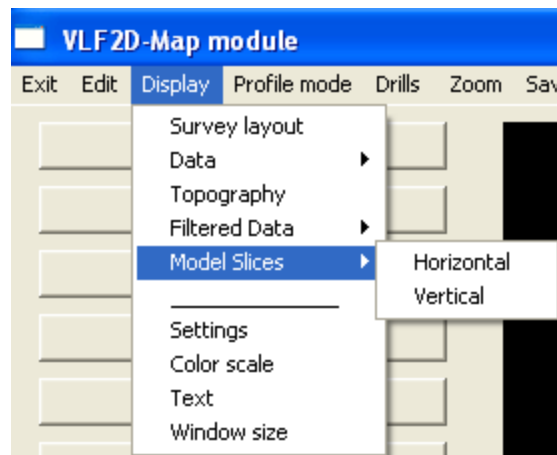 VLF2D-Map module
Exit Edit Display Profile mode Drills Zoom Sav
Survey layout
Data
Topography
Filtered Data
Model Slices
Horizontal
Vertical
Settings
Color scale
Text
Window size